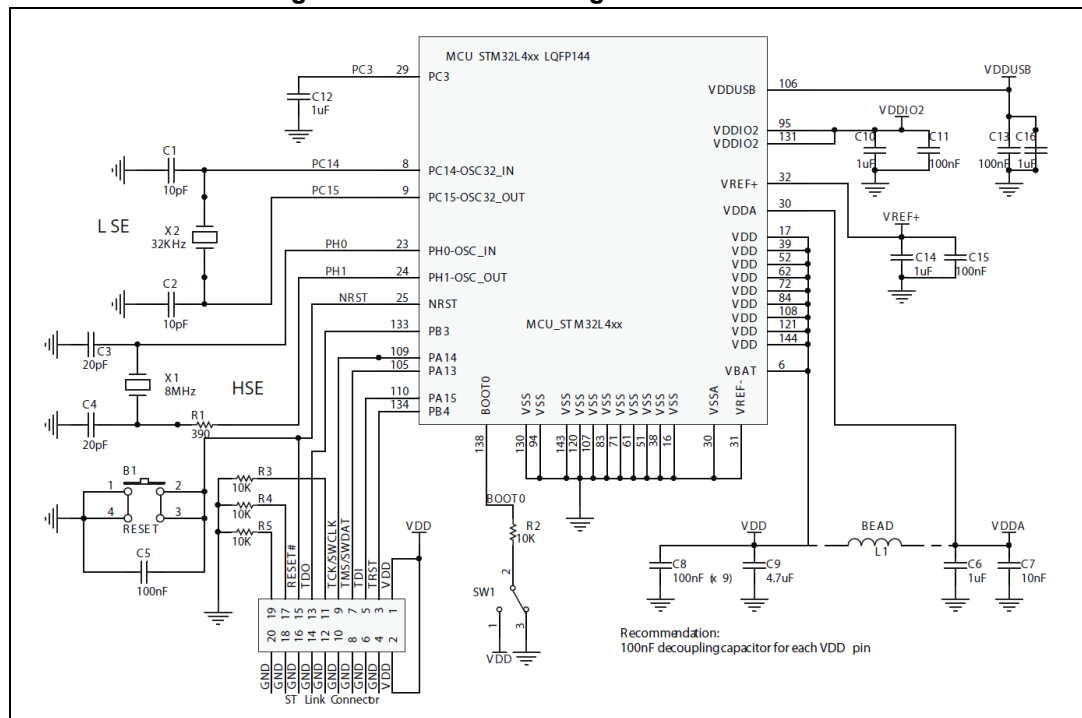 MCU STM32L4xx LQFP144
PC3 29 PC3
C12
1uF
C1
10pF
PC14 8 PC14-OSC32_IN
PC15 9 PC15-OSC32_OUT
LSE
X2
32KHz
C2
10pF
PH0 23 PH0-OSC_IN
PH1 24 PH1-OSC_OUT
NRST 25 NRST
133 PB3
109 PA14
105 PA13
110 PA15
134 PB4
MCU_STM32L4xx
C3
20pF
X1
8MHz
HSE
C4
20pF
R1
390
VDDUSB 106
VDDUSB
VDDIO2 95
VDDIO2 131
VDDIO2
C10
1uF
C11
100nF
C13
100nF
C16
1uF
VREF+ 32
VDDA 30
VREF+
C14
1uF
C15
100nF
VDD 17
VDD 39
VDD 52
VDD 62
VDD 72
VDD 84
VDD 108
VDD 121
VDD 144
VBAT 6
BOOT0 VSS VSS VSS VSS VSS VSS VSS VSS VSS VSS VSS VSSA VREF-
138 130 94 143 120 107 83 71 61 51 38 16 30 31
B1
1 2
4 3
RESET
C5
100nF
R3
10K
R4
10K
R5
10K
RESET# TDO TCK/SWCLK TMS/SWDAT TDI TRST VDD
VDD
19 17 15 13 11 9 7 5 3 1
20 18 16 14 12 10 8 6 4 2
GND GND GND GND GND GND GND GND GND VDD
ST Link Connector
BOOT0
R2
10K
2
SW1
1 3
VDD
VDD
BEAD
L1
VDDA
C8
100nF (x 9)
C9
4.7uF
C6
1uF
C7
10nF
Recommendation:
100nF decoupling capacitor for each VDD pin